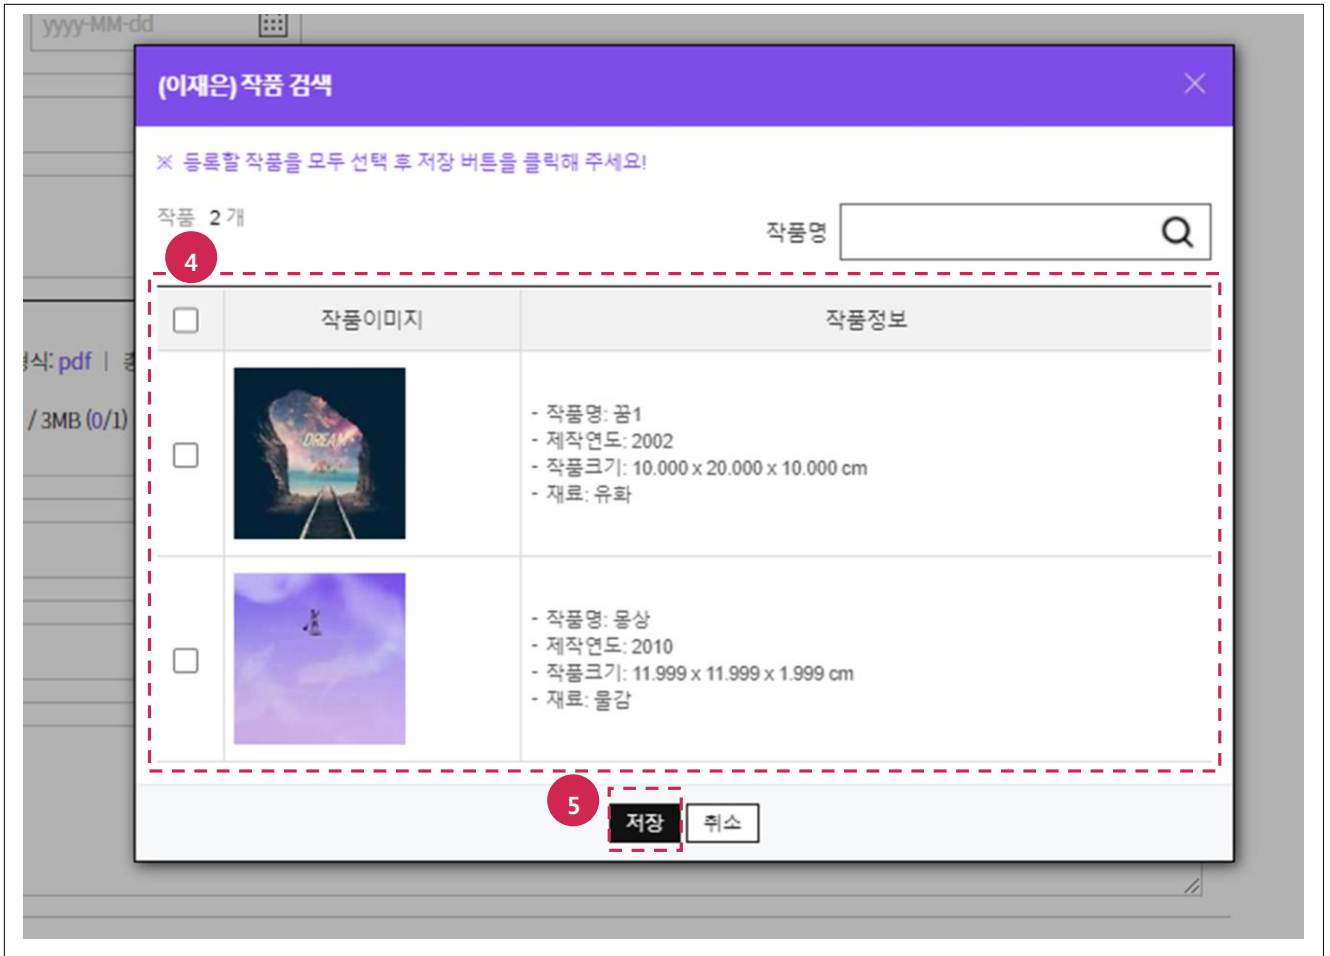 yyyy-MM-dd
(이재은) 작품 검색
※ 등록할 작품을 모두 선택 후 저장 버튼을 클릭해 주세요!
작품 2 개
작품명
4
작품이미지
작품정보
식: pdf |
/ 3MB (0/1)
DREAM
- 작품명: 꿈1
- 제작연도: 2002
- 작품크기: 10.000 x 20.000 x 10.000 cm
- 재료: 유화
- 작품명: 몽상
- 제작연도: 2010
- 작품크기: 11.999 x 11.999 x 1.999 cm
- 재료: 물감
5
저장
취소